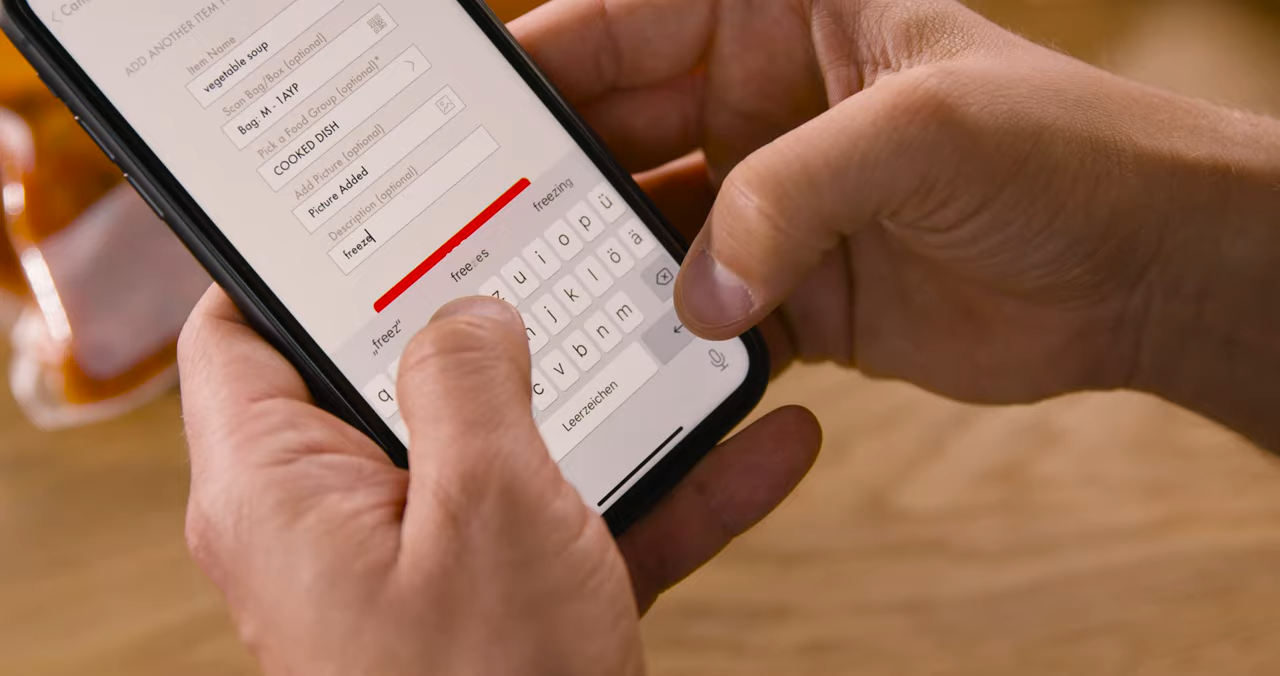 ADD ANOTHER ITEM
Item Name
vegetable soup
Scan Bag/Box (optional)
Bag: M - 1AYP
Pick a Food Group (optional)*
COOKED DISH
Add Picture (optional)
Picture Added
Description (optional)
freeze
„freez“ freezes freezing
q z u i o p ü
j k l ö ä
c v b n m
Leerzeichen